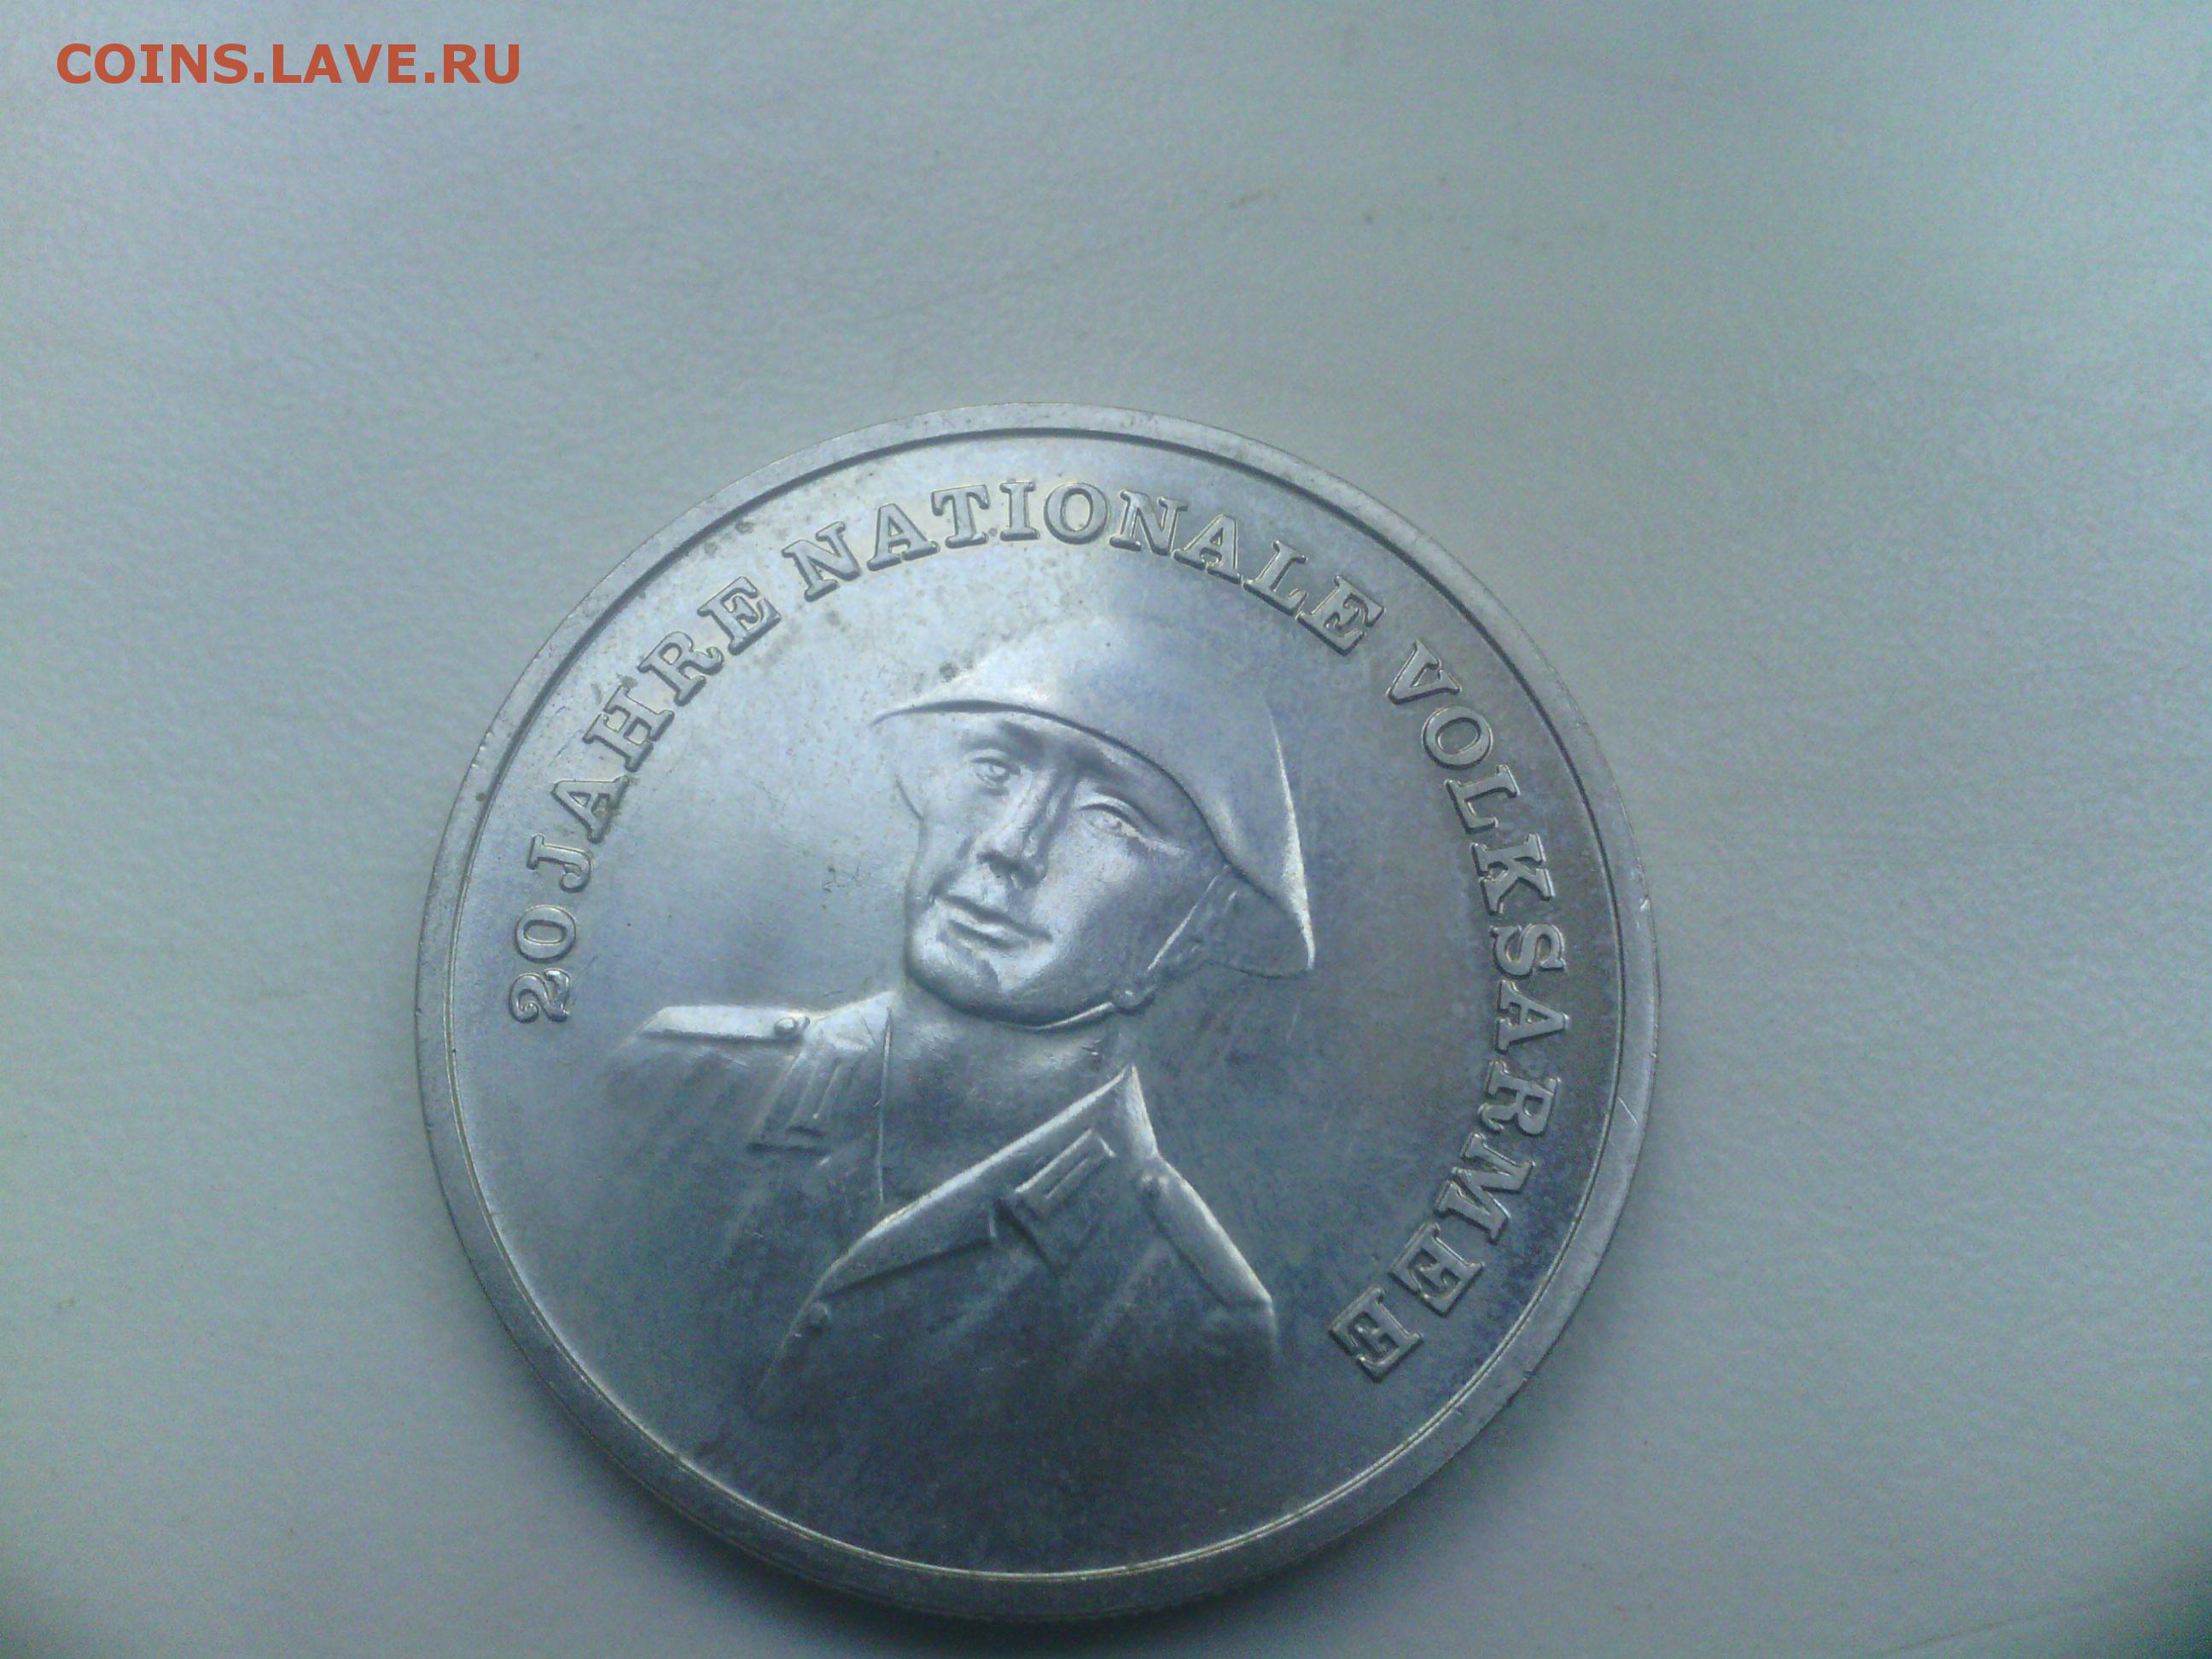 COINS.LAVE.RU
20 JAHRE NATIONALE VOLKSARMEE